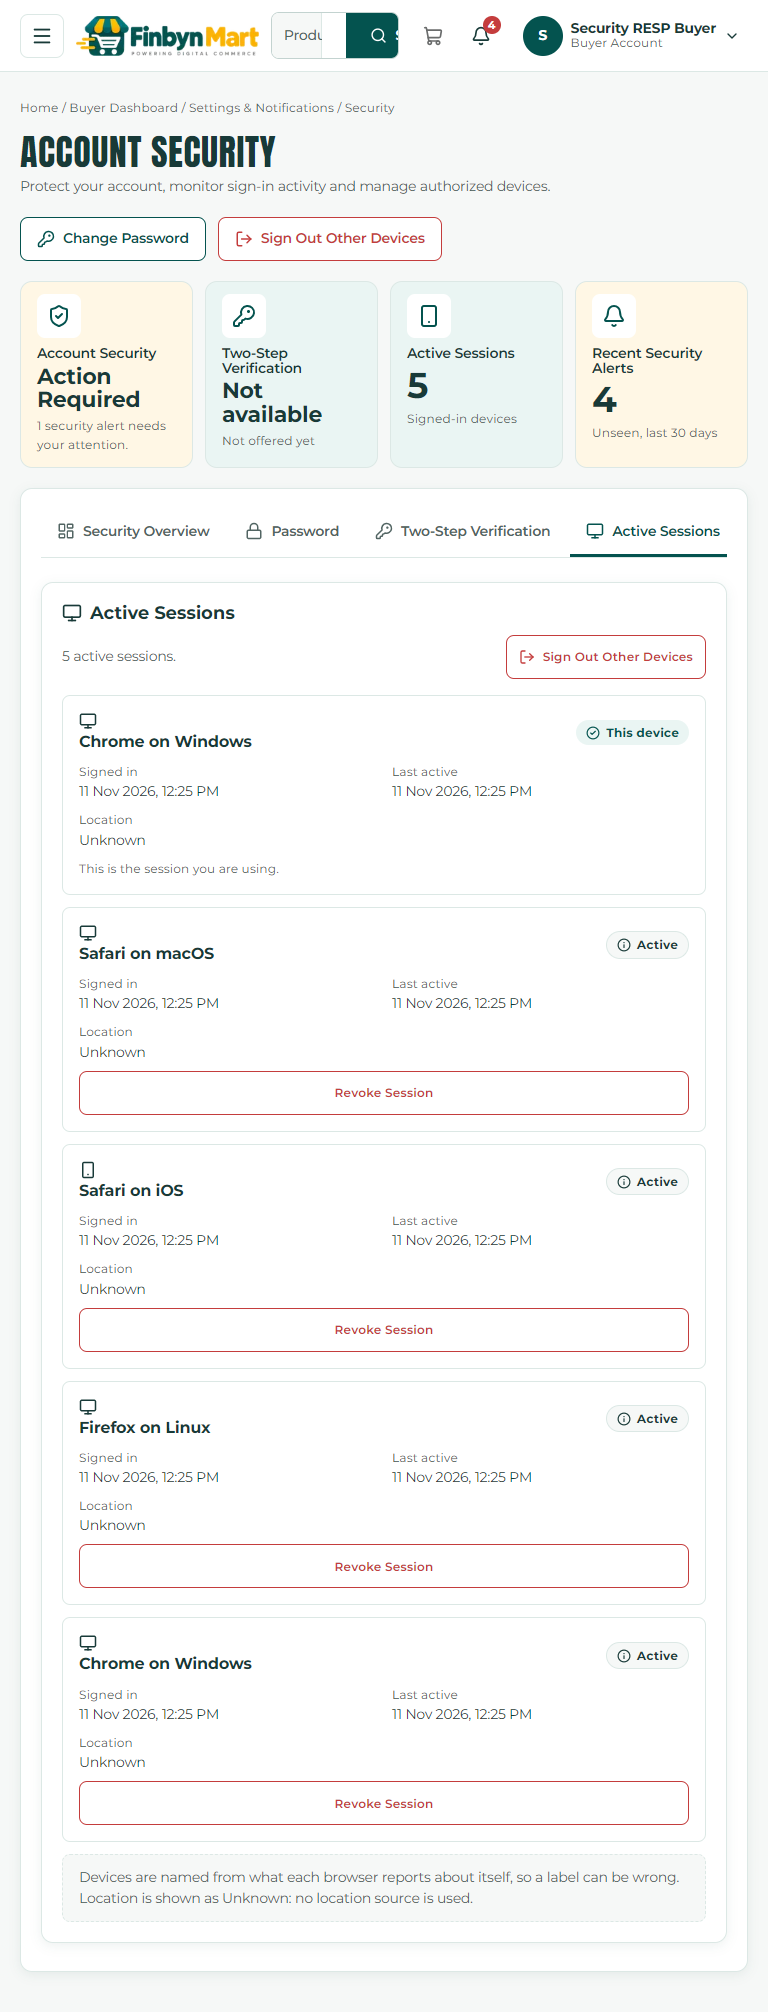 FinbynMart
POWERING DIGITAL COMMERCE
Produ
4
S
Security RESP Buyer
Buyer Account
Home / Buyer Dashboard / Settings & Notifications / Security
ACCOUNT SECURITY
Protect your account, monitor sign-in activity and manage authorized devices.
Change Password
Sign Out Other Devices
Account Security
Action
Required
1 security alert needs
your attention.
Two-Step
Verification
Not
available
Not offered yet
Active Sessions
5
Signed-in devices
Recent Security
Alerts
4
Unseen, last 30 days
Security Overview
Password
Two-Step Verification
Active Sessions
Active Sessions
5 active sessions.
Sign Out Other Devices
Chrome on Windows
This device
Signed in
Last active
11 Nov 2026, 12:25 PM
11 Nov 2026, 12:25 PM
Location
Unknown
This is the session you are using.
Safari on macOS
Active
Signed in
Last active
11 Nov 2026, 12:25 PM
11 Nov 2026, 12:25 PM
Location
Unknown
Revoke Session
Safari on iOS
Active
Signed in
Last active
11 Nov 2026, 12:25 PM
11 Nov 2026, 12:25 PM
Location
Unknown
Revoke Session
Firefox on Linux
Active
Signed in
Last active
11 Nov 2026, 12:25 PM
11 Nov 2026, 12:25 PM
Location
Unknown
Revoke Session
Chrome on Windows
Active
Signed in
Last active
11 Nov 2026, 12:25 PM
11 Nov 2026, 12:25 PM
Location
Unknown
Revoke Session
Devices are named from what each browser reports about itself, so a label can be wrong.
Location is shown as Unknown: no location source is used.